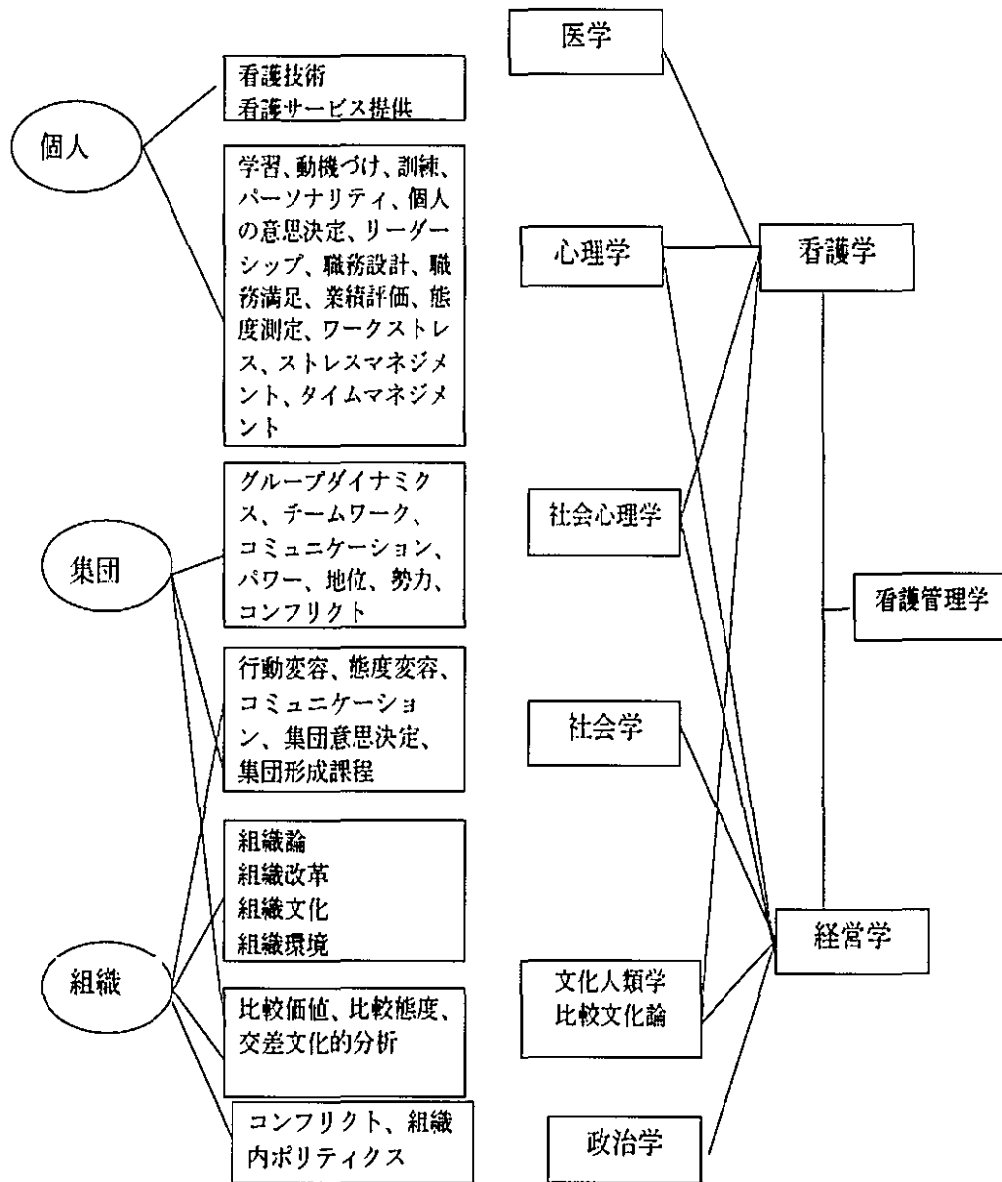 個人
看護技術
看護サービス提供
学習、動機づけ、訓練、
パーソナリティ、個人
の意思決定、リーダー
シップ、職務設計、職
務満足、業績評価、態
度測定、ワークストレ
ス、ストレスマネジメ
ント、タイムマネジメ
ント
集団
グループダイナミク
ス、チームワーク、
コミュニケーション、
パワー、地位、勢力、
コンフリクト
行動変容、態度変容、
コミュニケーショ
ン、集団意思決定、
集団形成課程
組織
組織論
組織改革
組織文化
組織環境
比較価値、比較態度、
交差文化的分析
コンフリクト、組織
内ポリティクス
医学
心理学
社会心理学
社会学
文化人類学
比較文化論
政治学
看護学
経営学
看護管理学